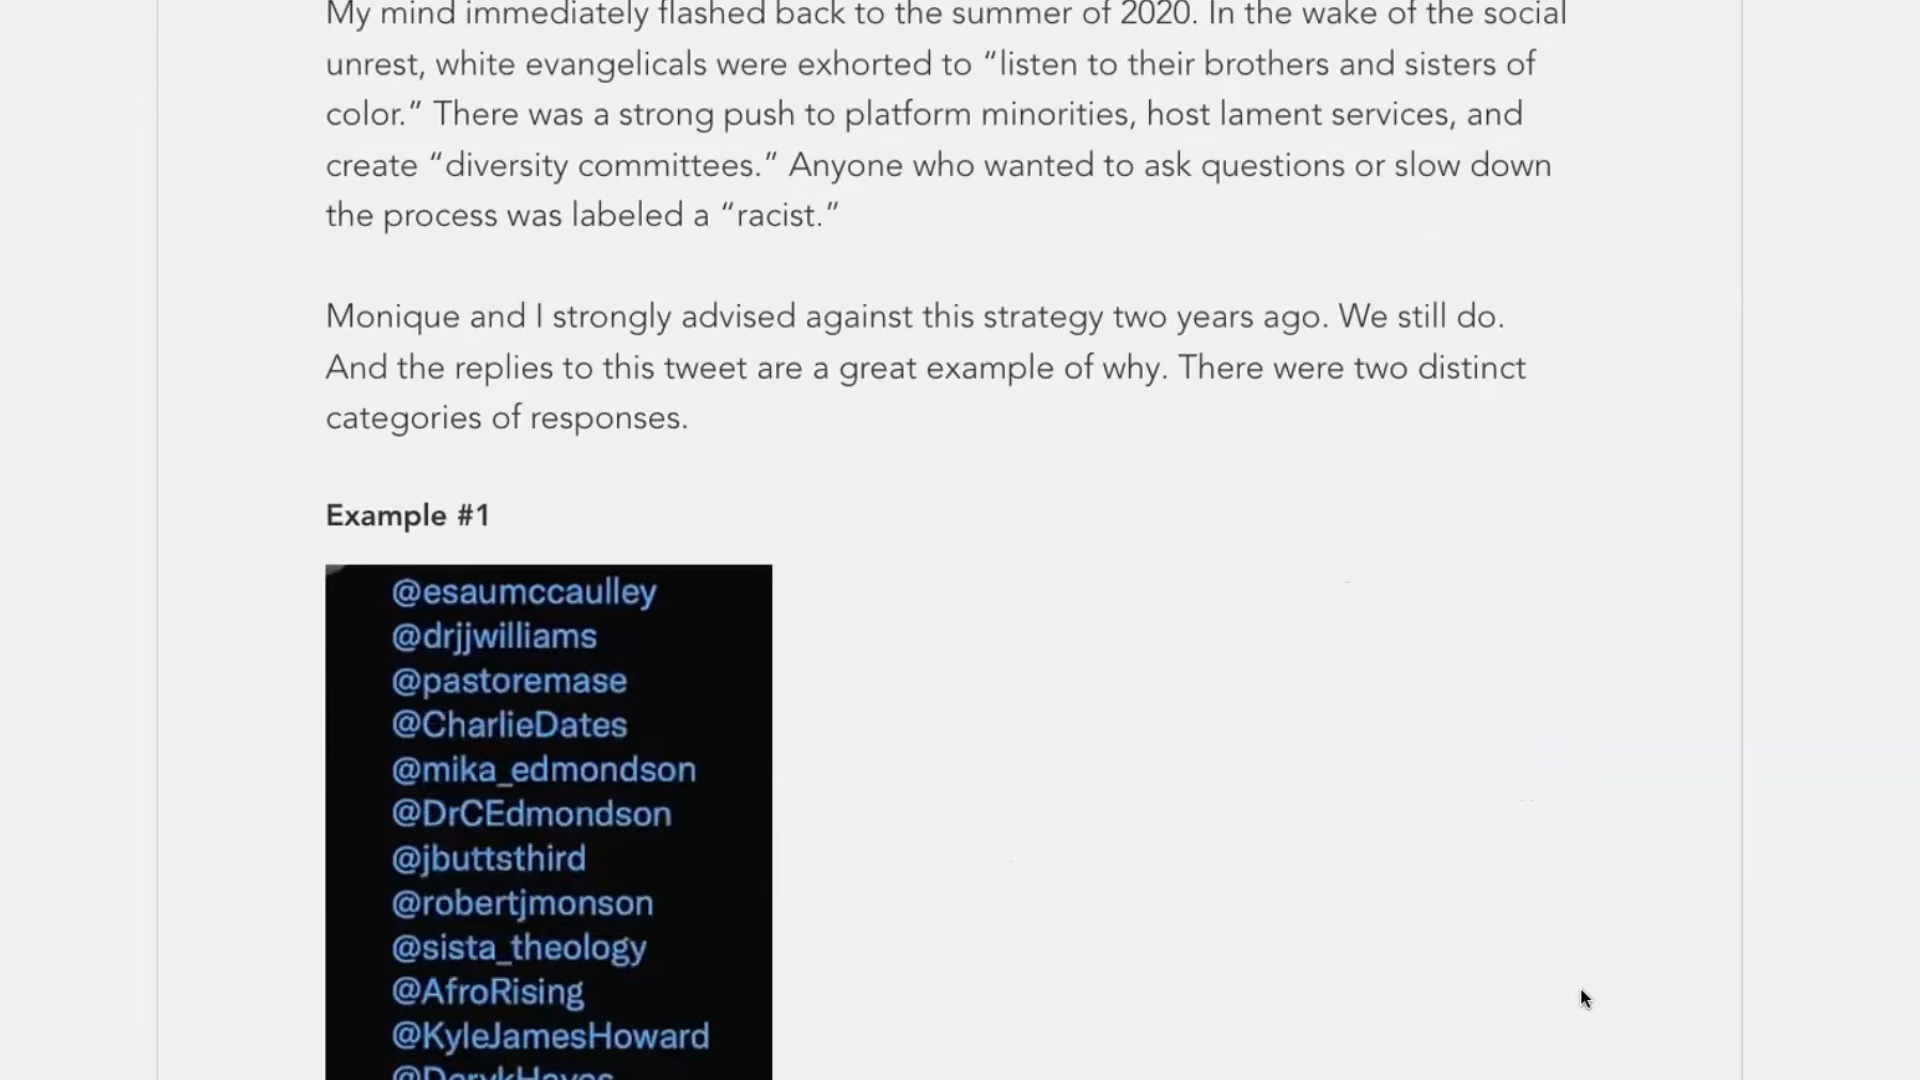 My mind immediately flashed back to the summer of 2020. In the wake of the social
unrest, white evangelicals were exhorted to “listen to their brothers and sisters of
color.” There was a strong push to platform minorities, host lament services, and
create “diversity committees.” Anyone who wanted to ask questions or slow down
the process was labeled a “racist.”
Monique and I strongly advised against this strategy two years ago. We still do.
And the replies to this tweet are a great example of why. There were two distinct
categories of responses.
Example #1
@esaumccaulley
@drjjwilliams
@pastoremase
@CharlieDates
@mika_edmondson
@DrCEdmondson
@jbuttsthird
@robertjmonson
@sista_theology
@AfroRising
@KyleJamesHoward